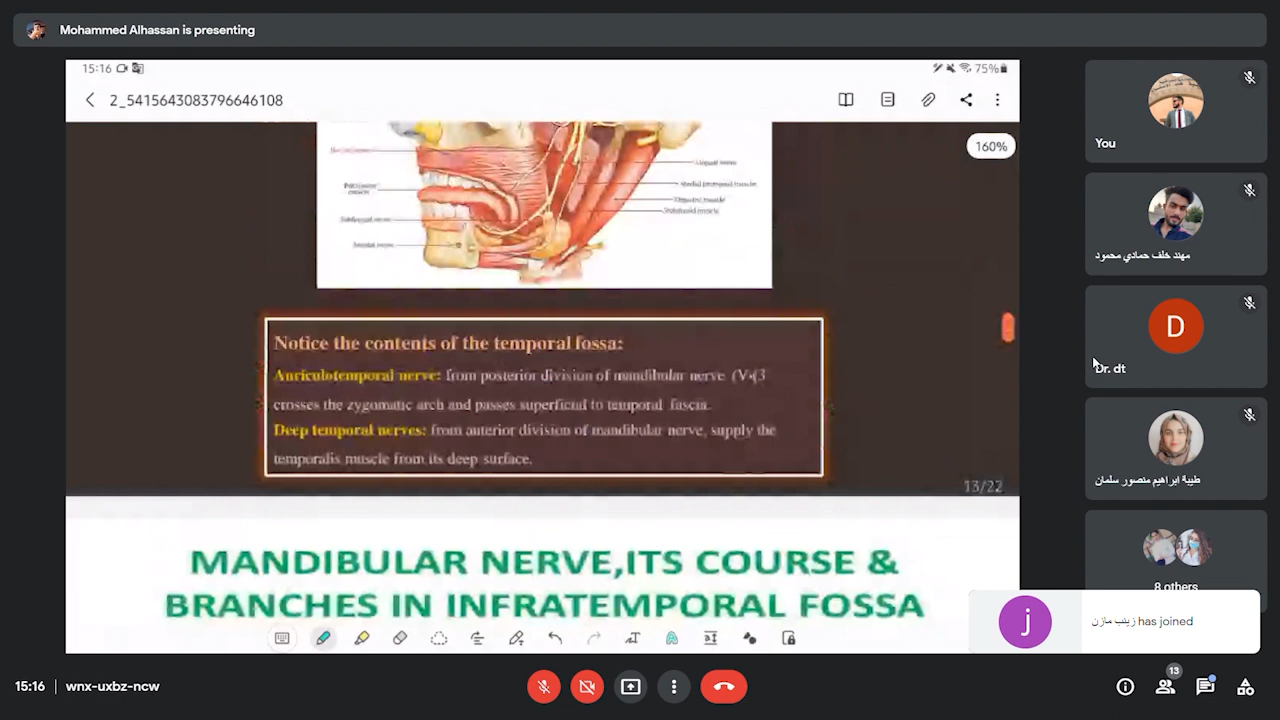 Mohammed Alhassan is presenting
15:16
75%
2_5415643083796646108
160%
Notice the contents of the temporal fossa:
Auriculotemporal nerve: from posterior division of mandibular nerve (V•(3
crosses the zygomatic arch and passes superficial to temporal fascia.
Deep temporal nerves: from anterior division of mandibular nerve, supply the
temporalis muscle from its deep surface.
13/22
MANDIBULAR NERVE,ITS COURSE &
BRANCHES IN INFRATEMPORAL FOSSA
You
مهند خلف حمادي محمود
D
Dr. dt
طيبة ابراهيم منصور سلمان
8 others
j
زينب مازن has joined
15:16
wnx-uxbz-ncw
13